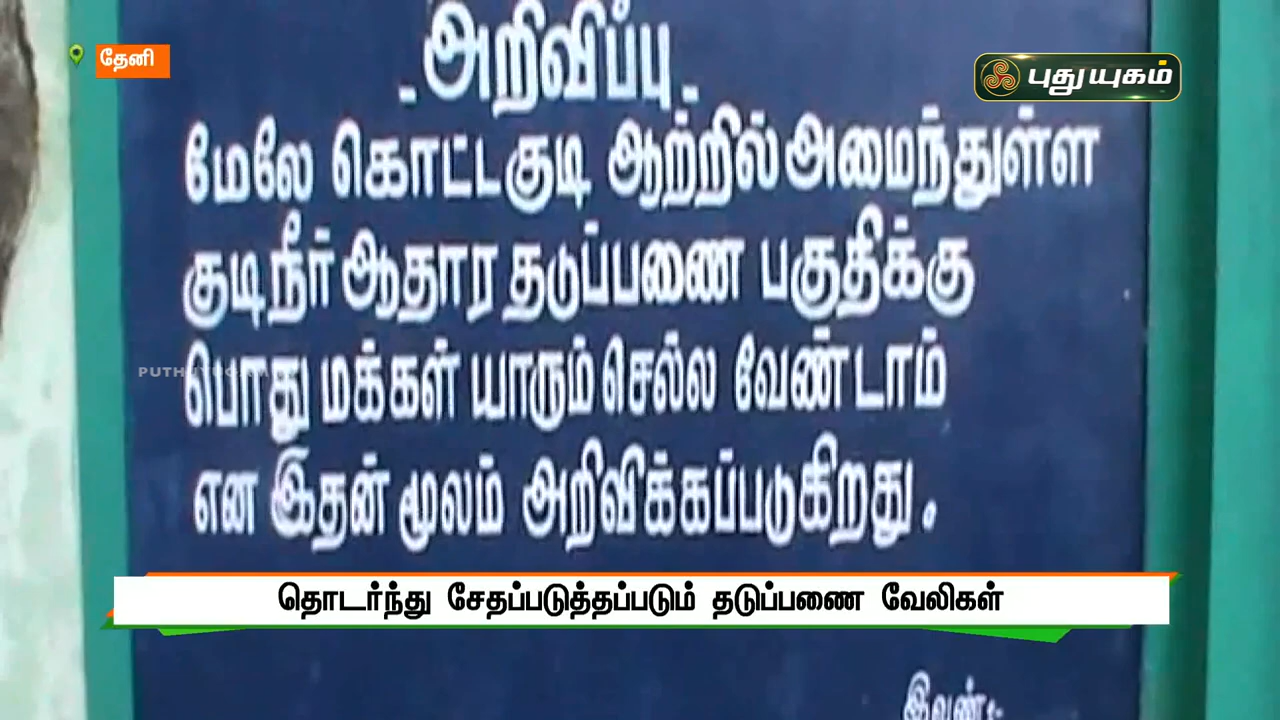 தேனி
புதுயுகம்
- அறிவிப்பு -
மேலே கொட்டகுடி ஆற்றில் அமைந்துள்ள
குடிநீர் ஆதார தடுப்பணை பகுதிக்கு
பொது மக்கள் யாரும் செல்ல வேண்டாம்
என இதன் மூலம் அறிவிக்கப்படுகிறது.
தொடர்ந்து சேதப்படுத்தப்படும் தடுப்பணை வேலிகள்
இவண்:-